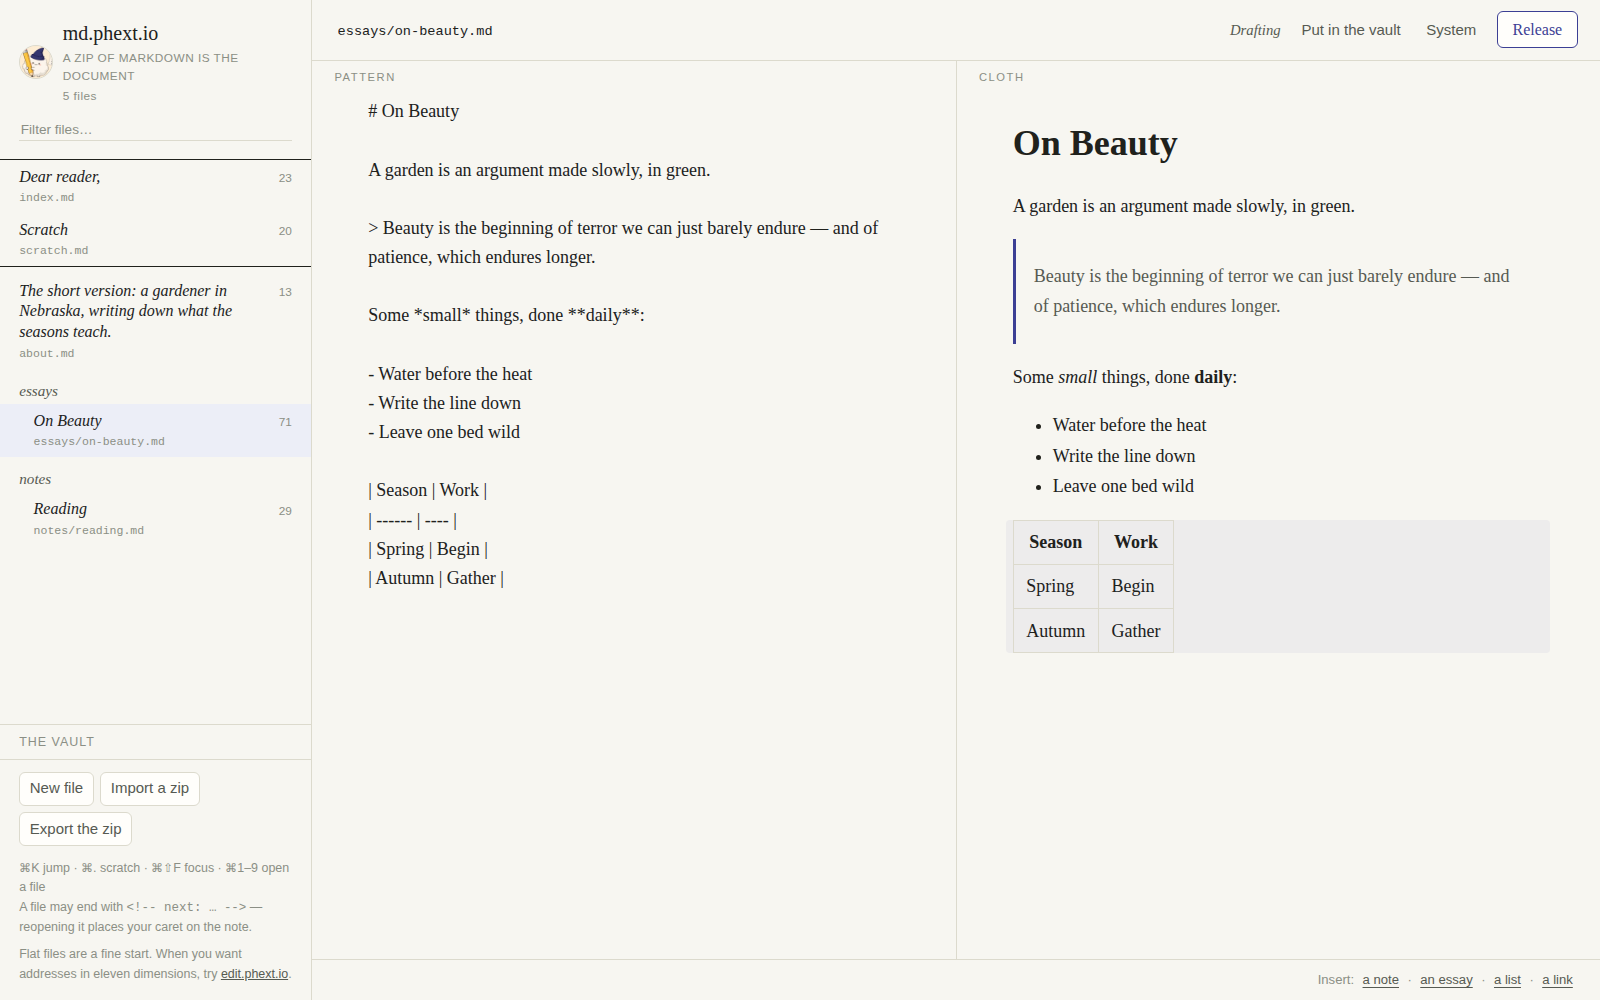 md.phext.io
A ZIP OF MARKDOWN IS THE
DOCUMENT
5 files
Filter files…
Dear reader,
23
index.md
Scratch
20
scratch.md
The short version: a gardener in
13
Nebraska, writing down what the
seasons teach.
about.md
essays
On Beauty
71
essays/on-beauty.md
notes
Reading
29
notes/reading.md
THE VAULT
New file
Import a zip
Export the zip
⌘K jump · ⌘. scratch · ⌘⇧F focus · ⌘1–9 open
a file
A file may end with <!-- next: … --> —
reopening it places your caret on the note.
Flat files are a fine start. When you want
addresses in eleven dimensions, try edit.phext.io.
essays/on-beauty.md
Drafting
Put in the vault
System
Release
PATTERN
# On Beauty
A garden is an argument made slowly, in green.
> Beauty is the beginning of terror we can just barely endure — and of
patience, which endures longer.
Some *small* things, done **daily**:
- Water before the heat
- Write the line down
- Leave one bed wild
| Season | Work |
| ------ | ---- |
| Spring | Begin |
| Autumn | Gather |
CLOTH
On Beauty
A garden is an argument made slowly, in green.
Beauty is the beginning of terror we can just barely endure — and
of patience, which endures longer.
Some small things, done daily:
• Water before the heat
• Write the line down
• Leave one bed wild
Season Work
Spring Begin
Autumn Gather
Insert: a note · an essay · a list · a link